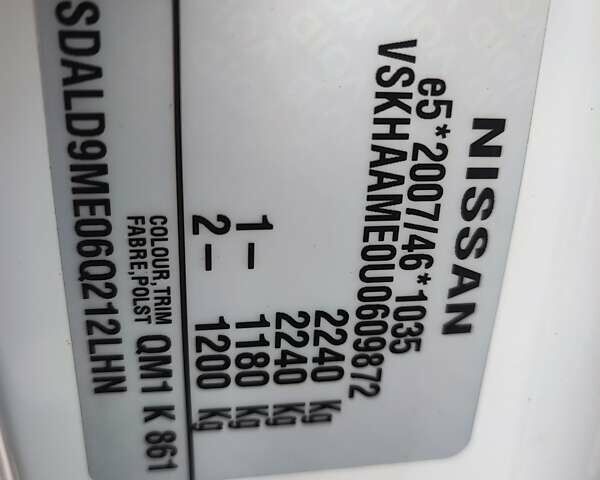 NISSAN
e5*2007/46*1035
VSKHAAME0U0609872
2240 Kg
2240 Kg
1– 1180 Kg
2– 1200 Kg
COLOUR,TRIM QM1 K 861
FABRE,POLST
SDALD9ME06Q212LHN